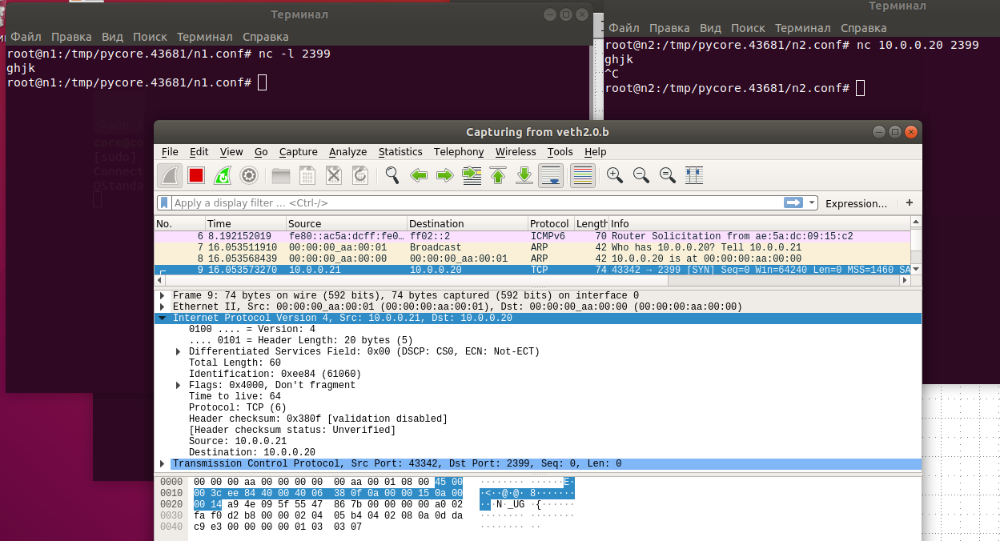 Терминал
Файл Правка Вид Поиск Терминал Справка
root@n1:/tmp/pycore.43681/n1.conf# nc -l 2399
ghjk
root@n1:/tmp/pycore.43681/n1.conf#
Терминал
Файл Правка Вид Поиск Терминал Справка
root@n2:/tmp/pycore.43681/n2.conf# nc 10.0.0.20 2399
ghjk
^C
root@n2:/tmp/pycore.43681/n2.conf#
core@co
[sudo]
Connect
QStanda
Capturing from veth2.0.b
File Edit View Go Capture Analyze Statistics Telephony Wireless Tools Help
Apply a display filter ... <Ctrl-/> Expression... +
No. Time Source Destination Protocol Length Info
6 8.192152019 fe80::ac5a:dcff:fe0… ff02::2 ICMPv6 70 Router Solicitation from ae:5a:dc:09:15:c2
7 16.053511910 00:00:00_aa:00:01 Broadcast ARP 42 Who has 10.0.0.20? Tell 10.0.0.21
8 16.053568439 00:00:00_aa:00:00 00:00:00_aa:00:01 ARP 42 10.0.0.20 is at 00:00:00:aa:00:00
9 16.053573270 10.0.0.21 10.0.0.20 TCP 74 43342 → 2399 [SYN] Seq=0 Win=64240 Len=0 MSS=1460 SA
Frame 9: 74 bytes on wire (592 bits), 74 bytes captured (592 bits) on interface 0
Ethernet II, Src: 00:00:00_aa:00:01 (00:00:00:aa:00:01), Dst: 00:00:00_aa:00:00 (00:00:00:aa:00:00)
Internet Protocol Version 4, Src: 10.0.0.21, Dst: 10.0.0.20
0100 .... = Version: 4
.... 0101 = Header Length: 20 bytes (5)
Differentiated Services Field: 0x00 (DSCP: CS0, ECN: Not-ECT)
Total Length: 60
Identification: 0xee84 (61060)
Flags: 0x4000, Don't fragment
Time to live: 64
Protocol: TCP (6)
Header checksum: 0x380f [validation disabled]
[Header checksum status: Unverified]
Source: 10.0.0.21
Destination: 10.0.0.20
Transmission Control Protocol, Src Port: 43342, Dst Port: 2399, Seq: 0, Len: 0
0000 00 00 00 aa 00 00 00 00 00 aa 00 01 08 00 45 00 ········ ······E·
0010 00 3c ee 84 40 00 40 06 38 0f 0a 00 00 15 0a 00 ·<··@·@· 8·······
0020 00 14 a9 4e 09 5f 55 47 86 7b 00 00 00 00 a0 02 ···N·_UG ·{······
0030 fa f0 d2 b8 00 00 02 04 05 b4 04 02 08 0a 0d da ········ ········
0040 c9 e3 00 00 00 00 01 03 03 07 ········ ··